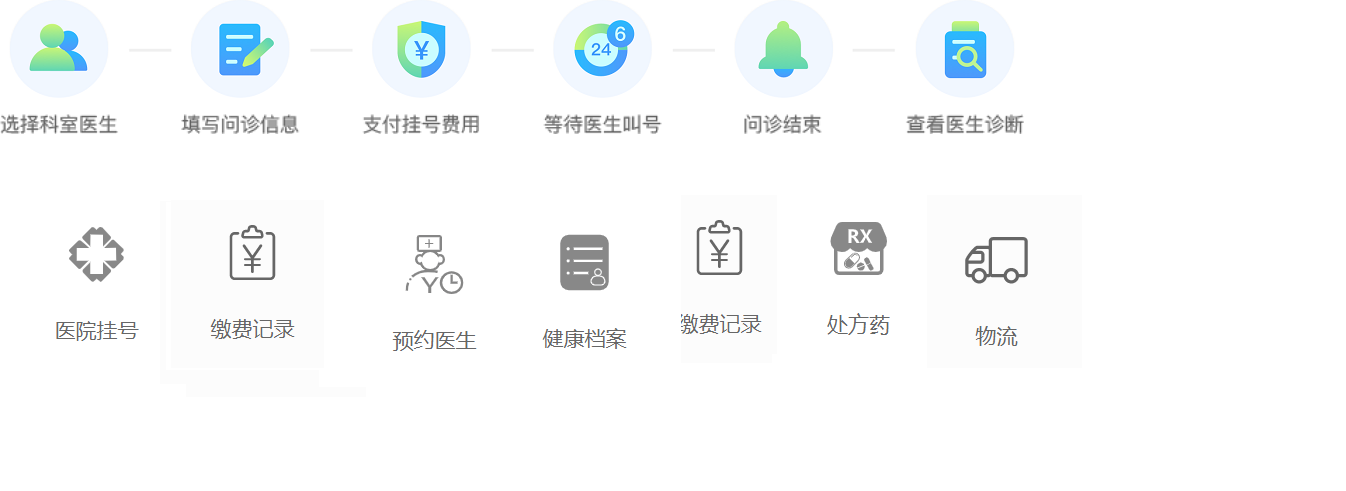 ¥
24
6
选择科室医生
填写问诊信息
支付挂号费用
等待医生叫号
问诊结束
查看医生诊断
RX
医院挂号
缴费记录
预约医生
健康档案
缴费记录
处方药
物流